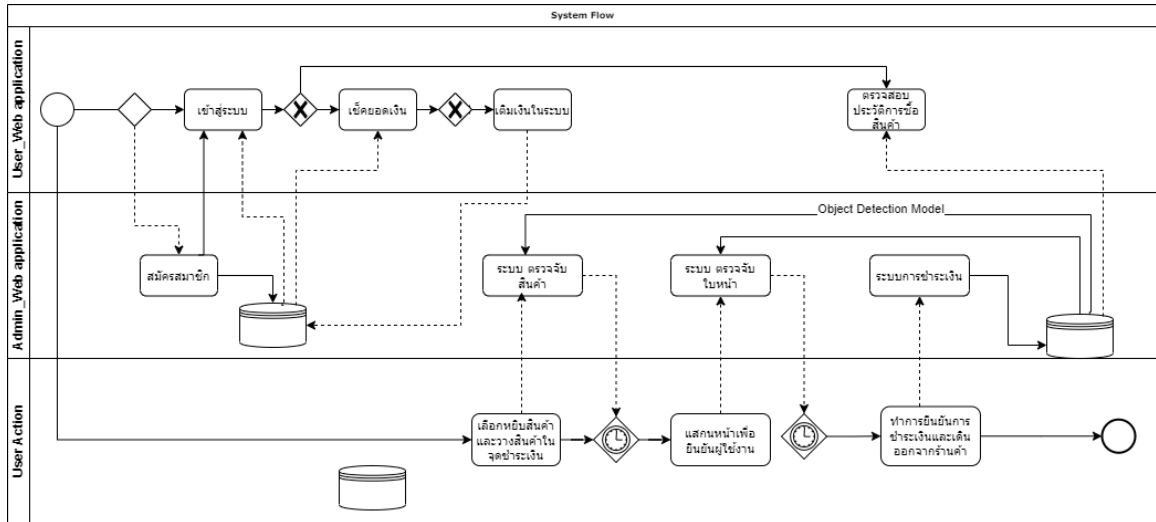 System Flow
User_Web application
เข้าสู่ระบบ
เช็คยอดเงิน
เติมเงินในระบบ
ตรวจสอบ
ประวัติการซื้อ
สินค้า
Admin_Web application
Object Detection Model
สมัครสมาชิก
ระบบ ตรวจจับ
สินค้า
ระบบ ตรวจจับ
ใบหน้า
ระบบการชำระเงิน
User Action
เลือกหยิบสินค้า
และวางสินค้าใน
จุดชำระเงิน
แสกนหน้าเพื่อ
ยืนยันผู้ใช้งาน
ทำการยืนยันการ
ชำระเงินและเดิน
ออกจากร้านค้า